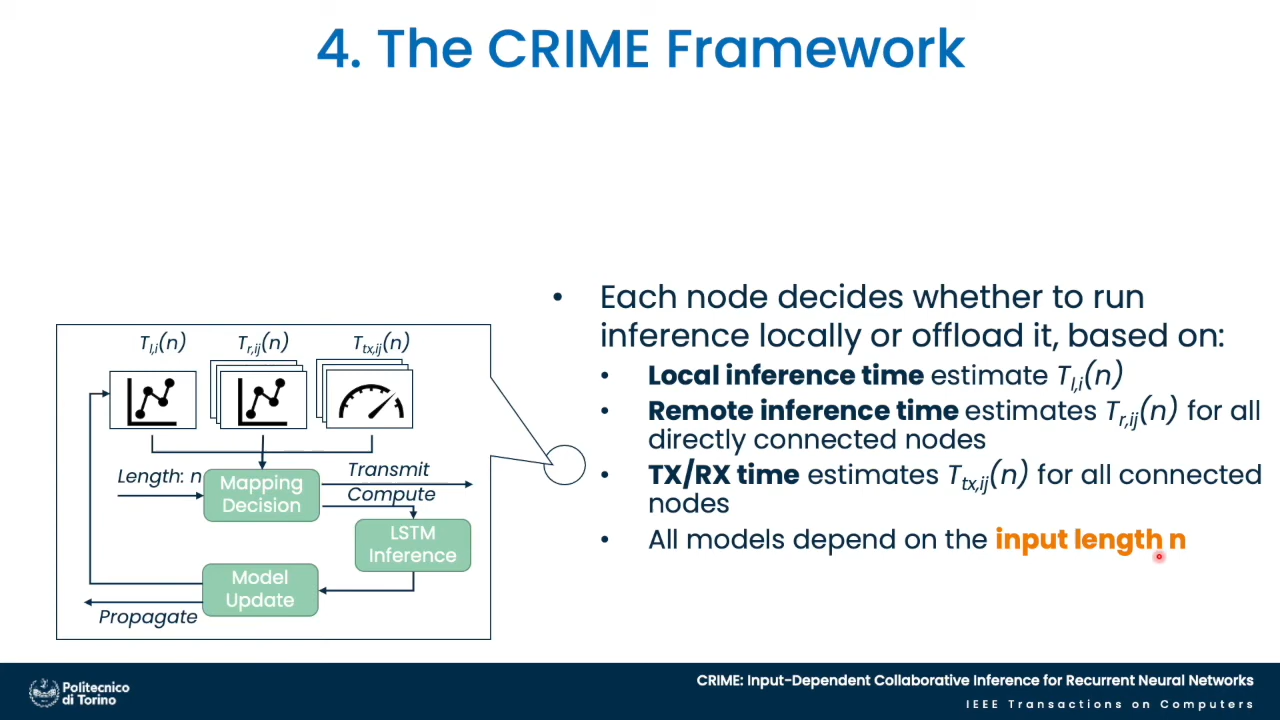 4. The CRIME Framework
T_l,i(n)
T_r,ij(n)
T_tx,ij(n)
Length: n
Mapping
Decision
Transmit
Compute
LSTM
Inference
Model
Update
Propagate
• Each node decides whether to run
inference locally or offload it, based on:
• Local inference time estimate T_l,i(n)
• Remote inference time estimates T_r,ij(n) for all
directly connected nodes
• TX/RX time estimates T_tx,ij(n) for all connected
nodes
• All models depend on the input length n
Politecnico
di Torino
CRIME: Input-Dependent Collaborative Inference for Recurrent Neural Networks
IEEE Transactions on Computers